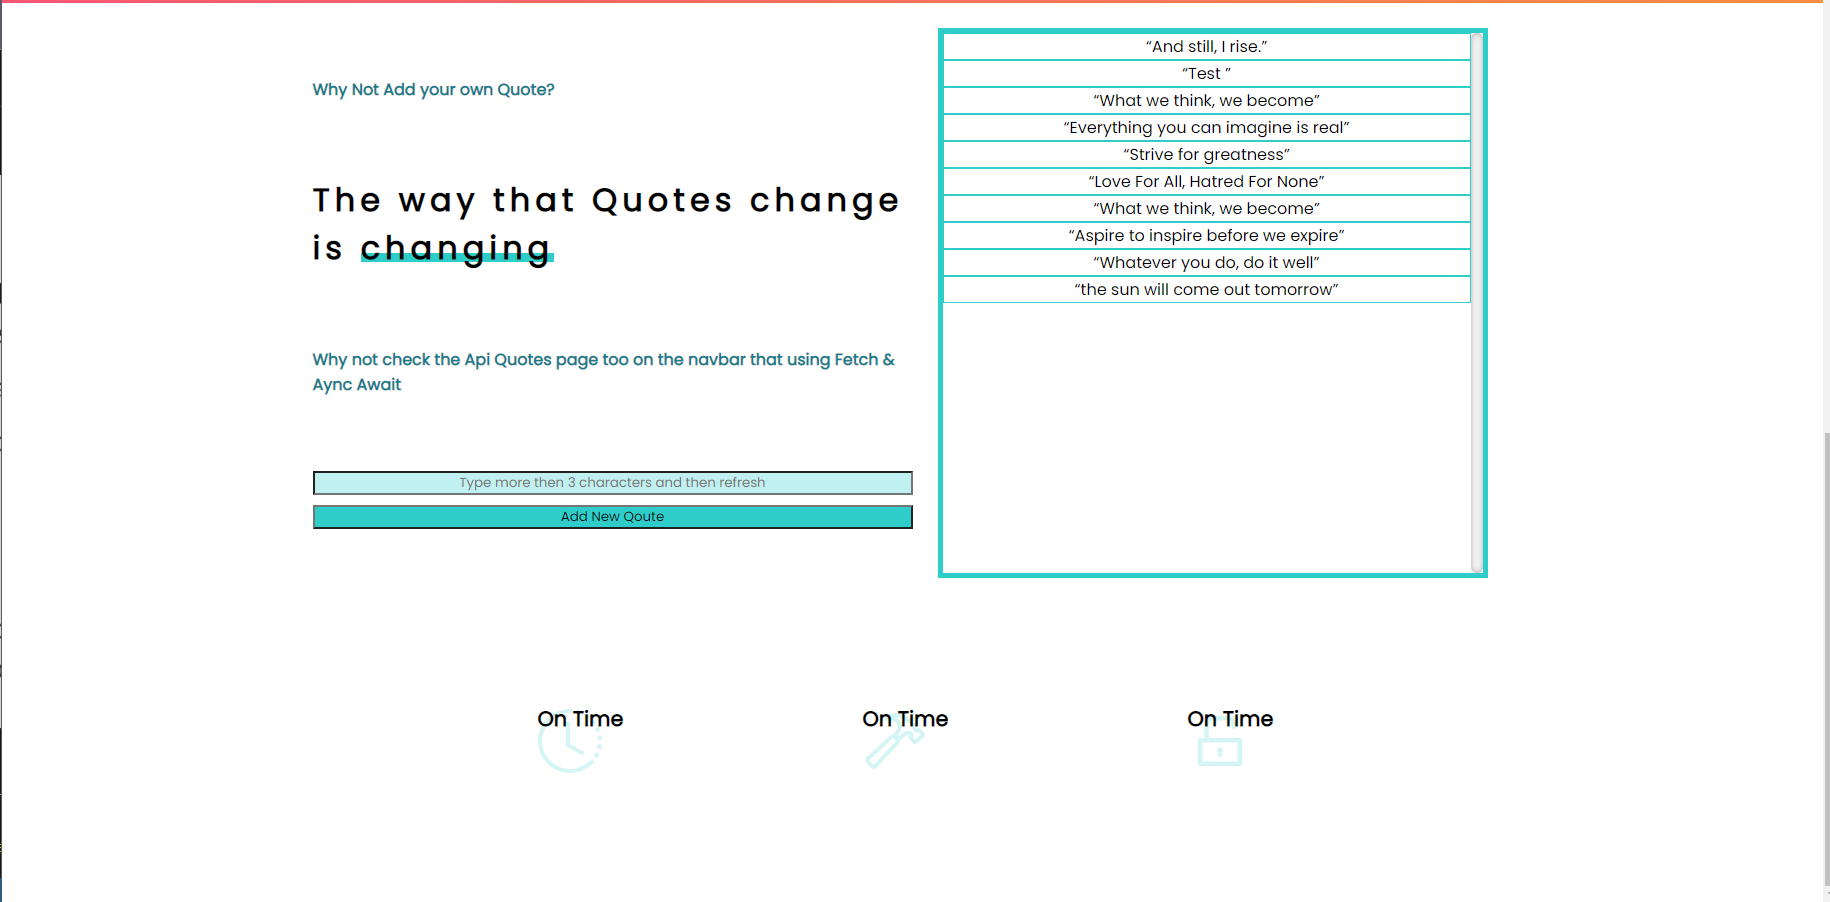 Why Not Add your own Quote?
The way that Quotes change
is changing
Why not check the Api Quotes page too on the navbar that using Fetch &
Aync Await
Type more then 3 characters and then refresh
Add New Qoute
“And still, I rise.”
“Test ”
“What we think, we become”
“Everything you can imagine is real”
“Strive for greatness”
“Love For All, Hatred For None”
“What we think, we become”
“Aspire to inspire before we expire”
“Whatever you do, do it well”
“the sun will come out tomorrow”
On Time
On Time
On Time